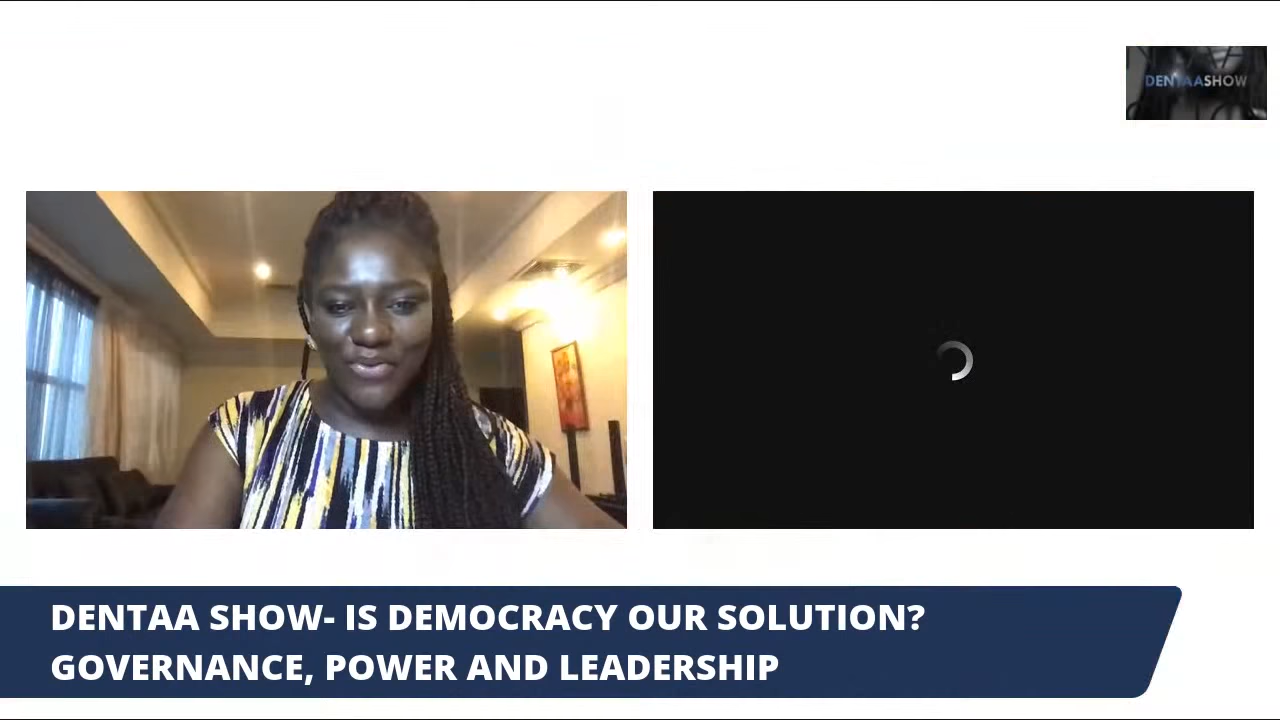 DENTAASHOW
DENTAA SHOW- IS DEMOCRACY OUR SOLUTION?
GOVERNANCE, POWER AND LEADERSHIP